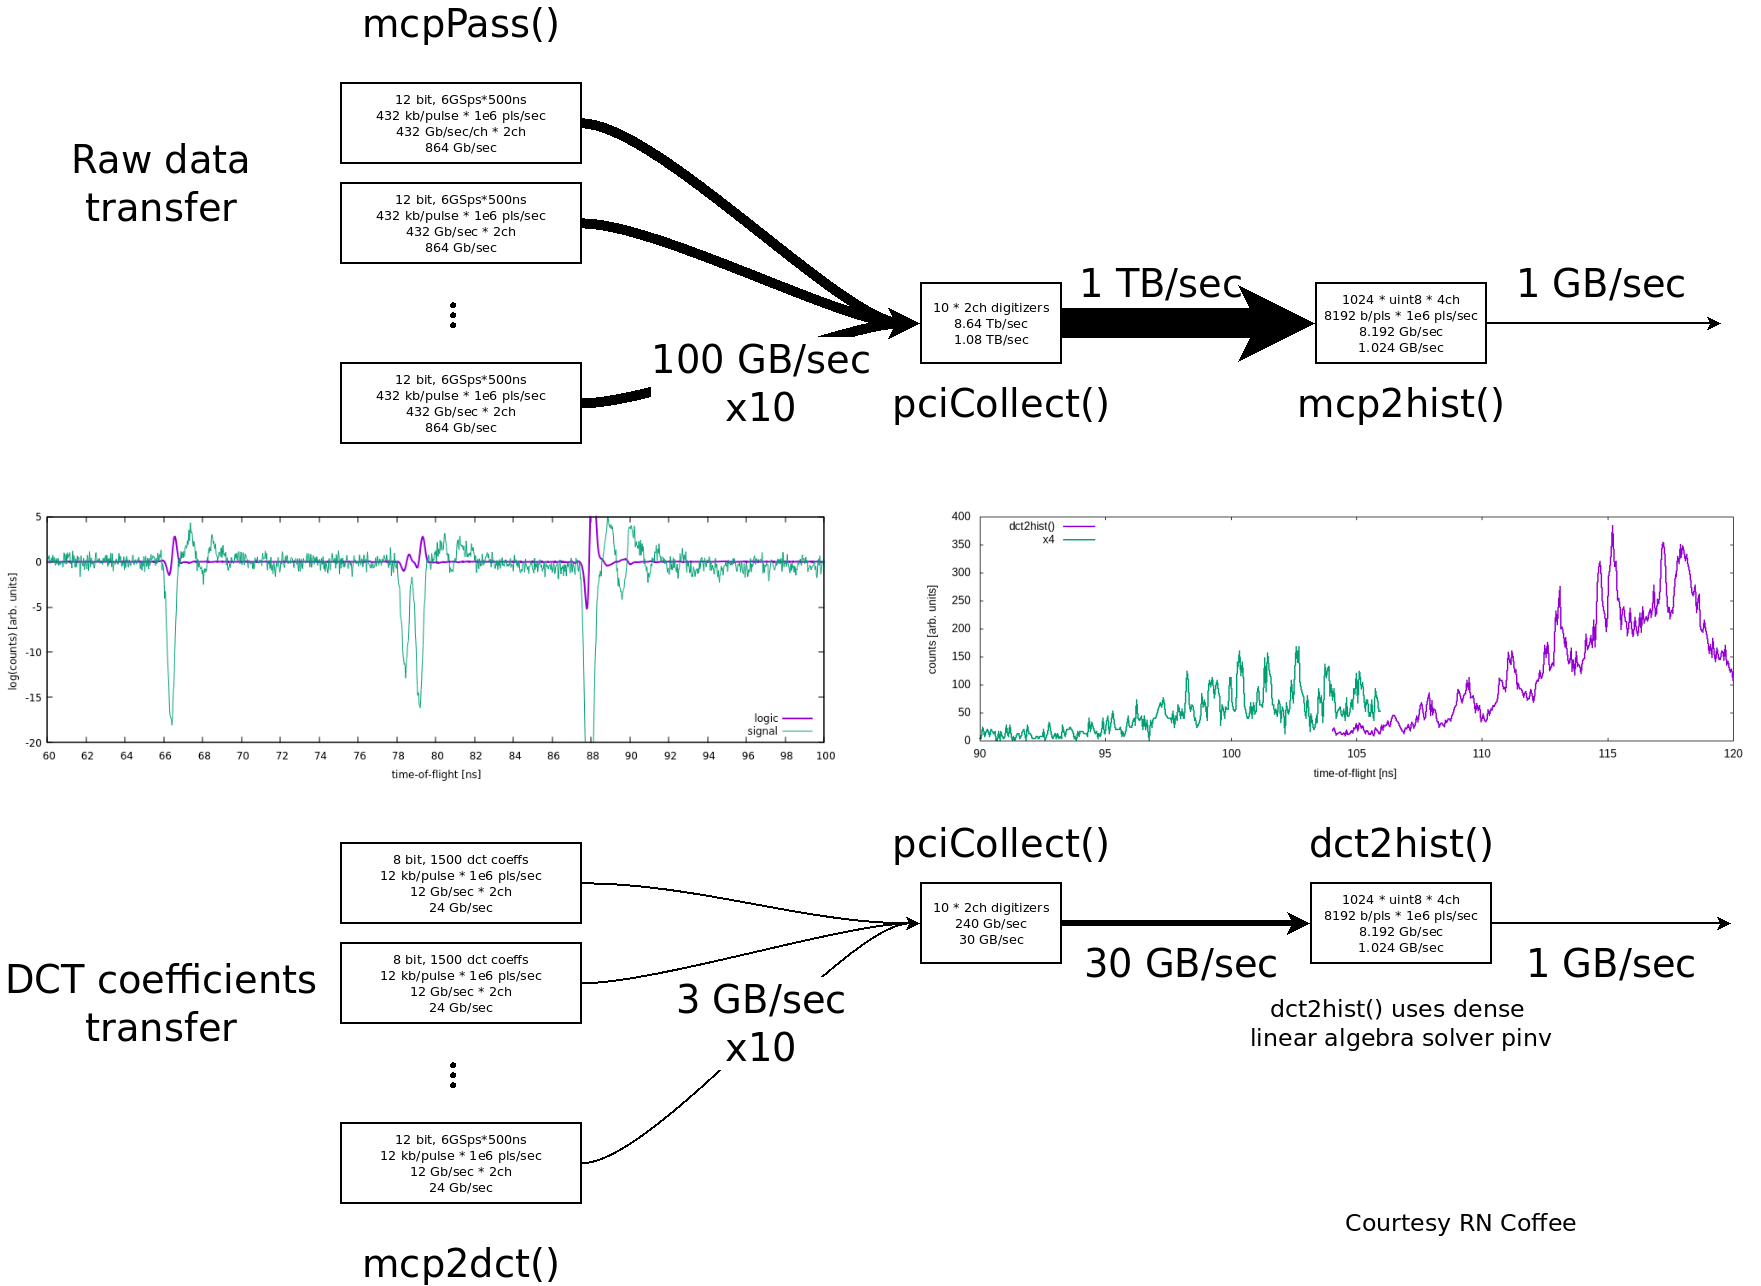 mcpPass()
Raw data
transfer
12 bit, 6GSps*500ns
432 kb/pulse * 1e6 pls/sec
432 Gb/sec/ch * 2ch
864 Gb/sec
12 bit, 6GSps*500ns
432 kb/pulse * 1e6 pls/sec
432 Gb/sec * 2ch
864 Gb/sec
12 bit, 6GSps*500ns
432 kb/pulse * 1e6 pls/sec
432 Gb/sec * 2ch
864 Gb/sec
100 GB/sec
x10
10 * 2ch digitizers
8.64 Tb/sec
1.08 TB/sec
pciCollect()
1 TB/sec
1024 * uint8 * 4ch
8192 b/pls * 1e6 pls/sec
8.192 Gb/sec
1.024 GB/sec
mcp2hist()
1 GB/sec
5
0
-5
-10
-15
-20
log(counts) [arb. units]
logic
signal
60 62 64 66 68 70 72 74 76 78 80 82 84 86 88 90 92 94 96 98 100
time-of-flight [ns]
400
350
300
250
200
150
100
50
0
counts [arb. units]
dct2hist()
x4
90 95 100 105 110 115 120
time-of-flight [ns]
DCT coefficients
transfer
8 bit, 1500 dct coeffs
12 kb/pulse * 1e6 pls/sec
12 Gb/sec * 2ch
24 Gb/sec
8 bit, 1500 dct coeffs
12 kb/pulse * 1e6 pls/sec
12 Gb/sec * 2ch
24 Gb/sec
12 bit, 6GSps*500ns
12 kb/pulse * 1e6 pls/sec
12 Gb/sec * 2ch
24 Gb/sec
mcp2dct()
3 GB/sec
x10
pciCollect()
10 * 2ch digitizers
240 Gb/sec
30 GB/sec
30 GB/sec
dct2hist()
1024 * uint8 * 4ch
8192 b/pls * 1e6 pls/sec
8.192 Gb/sec
1.024 GB/sec
1 GB/sec
dct2hist() uses dense
linear algebra solver pinv
Courtesy RN Coffee